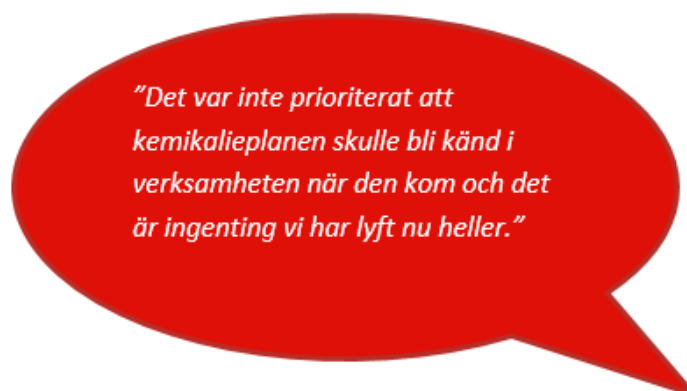 ”Det var inte prioriterat att
kemikalieplanen skulle bli känd i
verksamheten när den kom och det
är ingenting vi har lyft nu heller.”